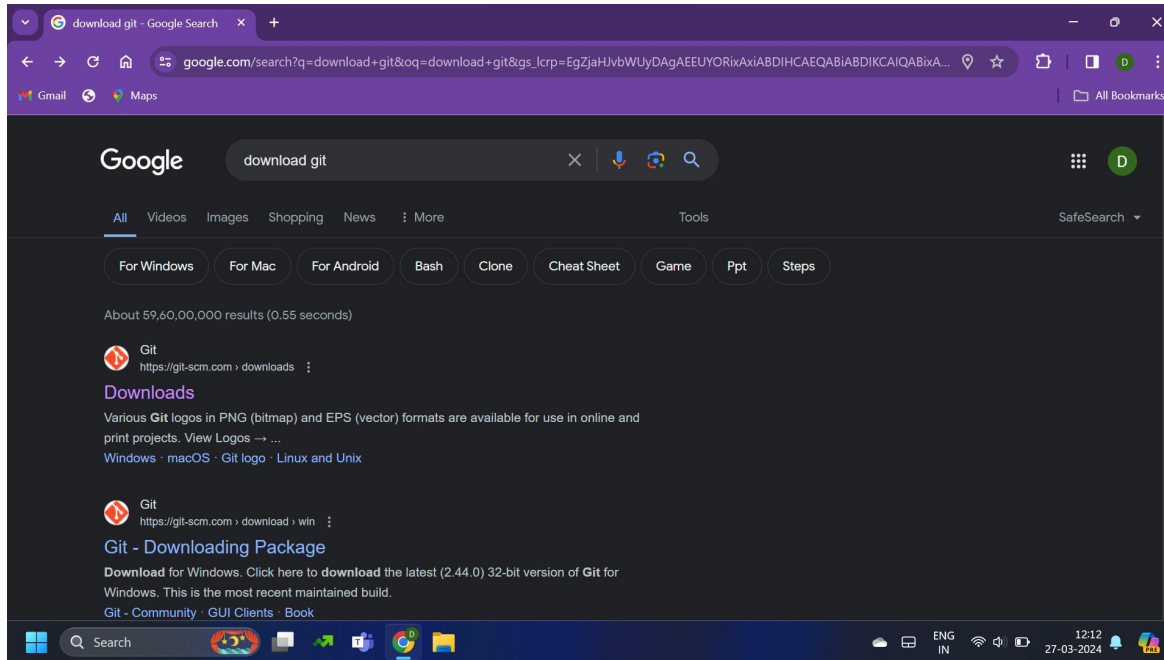 download git - Google Search
google.com/search?q=download+git&oq=download+git&gs_lcrp=EgZjaHJvbWUyDAgAEEUYORixAxiABDIHCAEQABiABDIKCAIQABixA...
D
Gmail
Maps
All Bookmarks
Google
download git
D
All Videos Images Shopping News More Tools SafeSearch
For Windows For Mac For Android Bash Clone Cheat Sheet Game Ppt Steps
About 59,60,00,000 results (0.55 seconds)
Git
https://git-scm.com › downloads
Downloads
Various Git logos in PNG (bitmap) and EPS (vector) formats are available for use in online and
print projects. View Logos → ...
Windows · macOS · Git logo · Linux and Unix
Git
https://git-scm.com › download › win
Git - Downloading Package
Download for Windows. Click here to download the latest (2.44.0) 32-bit version of Git for
Windows. This is the most recent maintained build.
Git - Community · GUI Clients · Book
Search
D
ENG
IN
12:12
27-03-2024
PRE